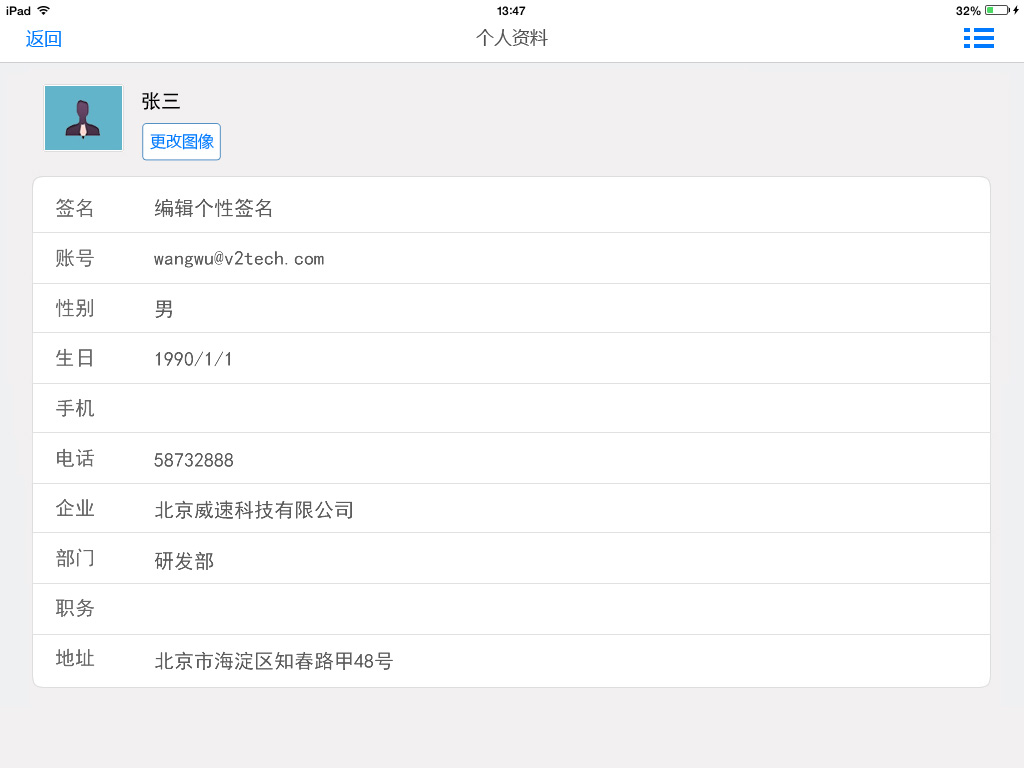 iPad 13:47 32%
返回 个人资料
张三
更改图像
签名 编辑个性签名
账号 wangwu@v2tech.com
性别 男
生日 1990/1/1
手机
电话 58732888
企业 北京威速科技有限公司
部门 研发部
职务
地址 北京市海淀区知春路甲48号